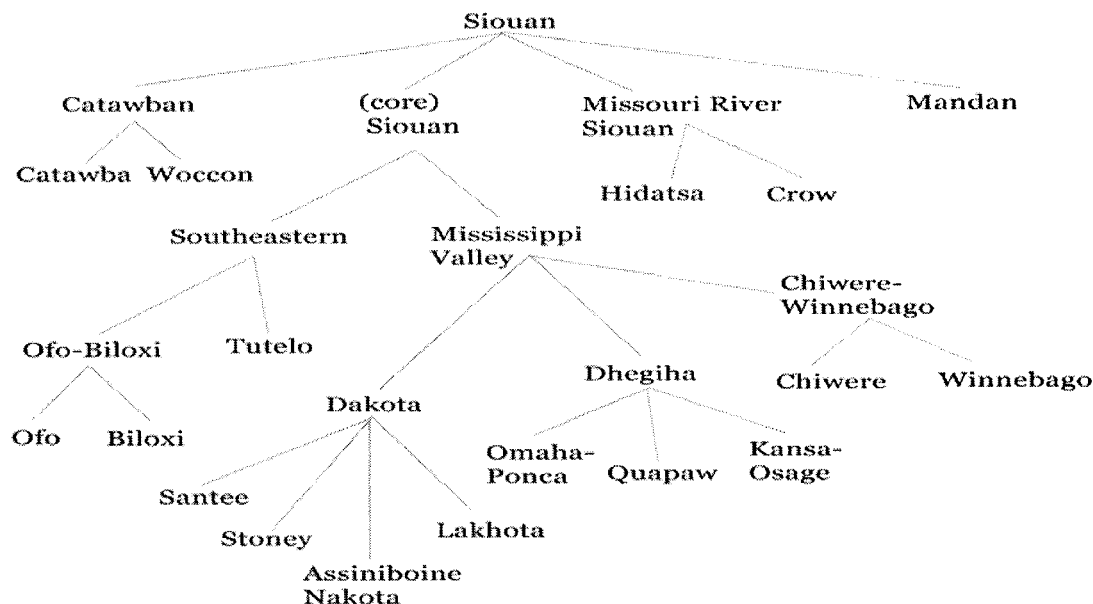 Siouan
Catawban
(core)
Siouan
Missouri River
Siouan
Mandan
Catawba Woccon
Hidatsa
Crow
Southeastern
Mississippi
Valley
Chiwere-
Winnebago
Ofo-Biloxi
Tutelo
Dhegiha
Chiwere
Winnebago
Dakota
Ofo
Biloxi
Omaha-
Ponca
Quapaw
Kansa-
Osage
Santee
Stoney
Lakhota
Assiniboine
Nakota